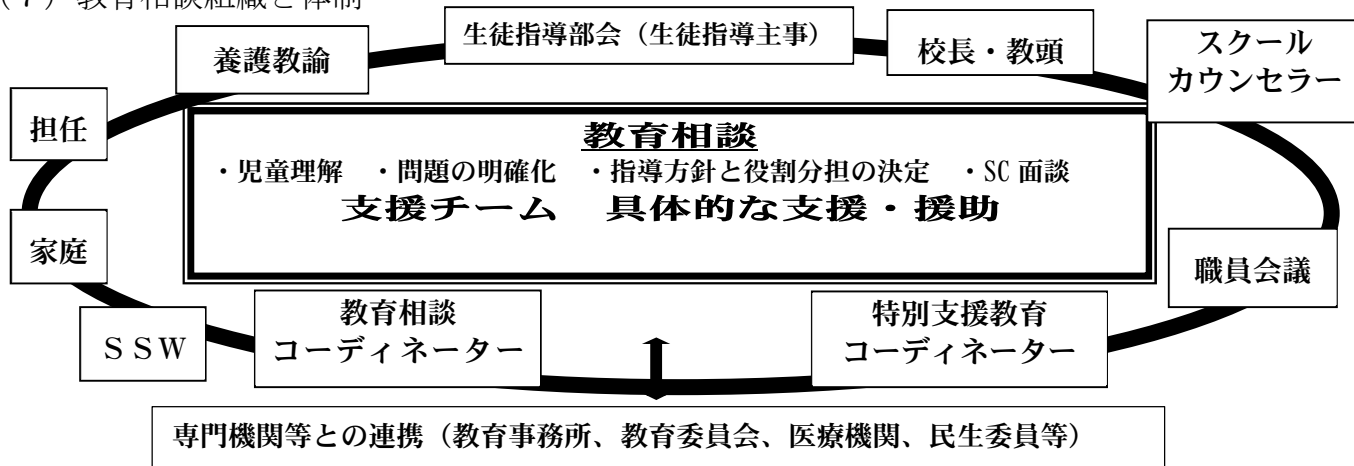 (7) 教育相談組織と体制
生徒指導部会（生徒指導主事）
養護教諭
校長・教頭
スクール
カウンセラー
担任
教育相談
・児童理解　・問題の明確化　・指導方針と役割分担の決定　・SC 面談
支援チーム　具体的な支援・援助
家庭
職員会議
教育相談
コーディネーター
特別支援教育
コーディネーター
ＳＳＷ
専門機関等との連携（教育事務所、教育委員会、医療機関、民生委員等）